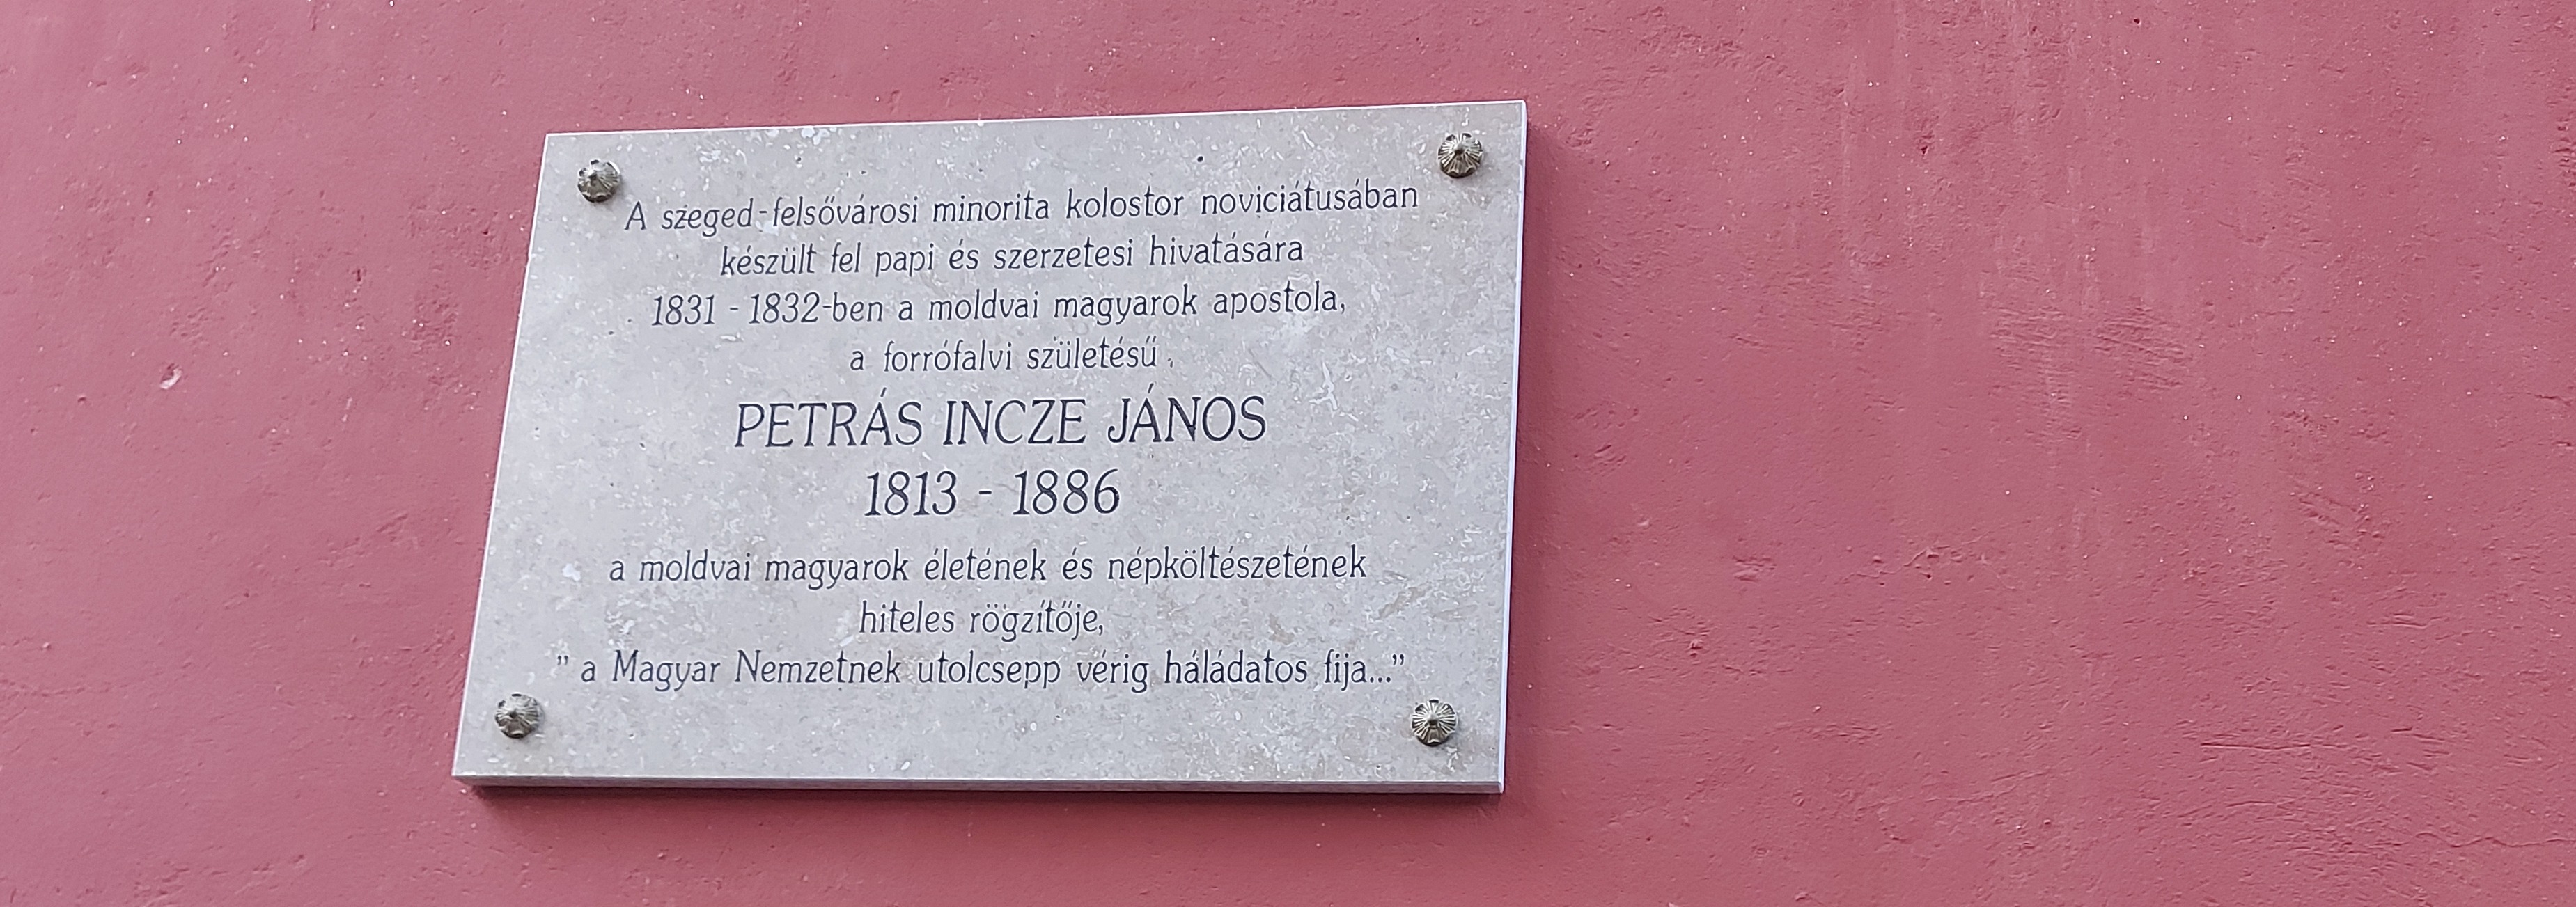 A szeged-felsővárosi minorita kolostor noviciátusában
készült fel papi és szerzetesi hivatására
1831 - 1832-ben a moldvai magyarok apostola,
a forrófalvi születésű
PETRÁS INCZE JÁNOS
1813 - 1886
a moldvai magyarok életének és népköltészetének
hiteles rögzítője,
” a Magyar Nemzetnek utolcsepp vérig háládatos fija...”